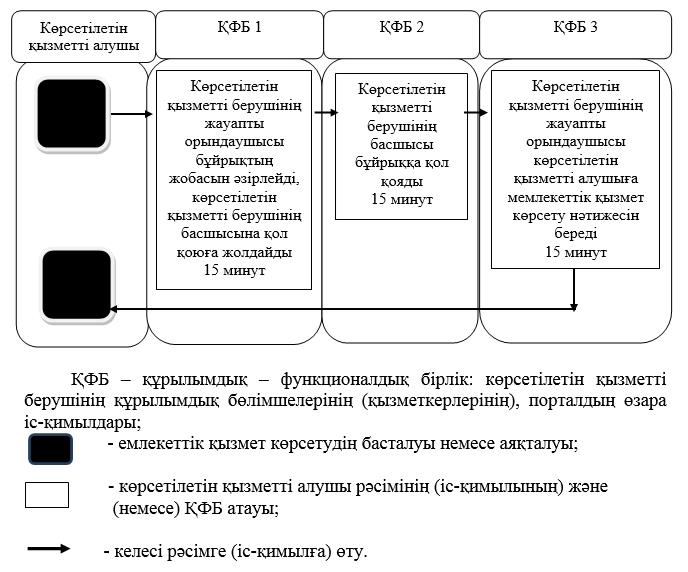 Көрсетілетін
қызметті алушы
ҚФБ 1
ҚФБ 2
ҚФБ 3
Көрсетілетін
қызметті берушінің
жауапты
орындаушысы
бұйрықтың
жобасын әзірлейді,
көрсетілетін
қызметті берушінің
басшысына қол
қоюға жолдайды
15 минут
Көрсетілетін
қызметті
берушінің
басшысы
бұйрыққа қол
қояды
15 минут
Көрсетілетін
қызметті берушінің
жауапты
орындаушысы
көрсетілетін
қызметті алушыға
мемлекеттік қызмет
көрсету нәтижесін
береді
15 минут
ҚФБ – құрылымдық – функционалдық бірлік: көрсетілетін қызметті
берушінің құрылымдық бөлімшелерінің (қызметкерлерінің), порталдың өзара
іс-қимылдары;
- емлекеттік қызмет көрсетудің басталуы немесе аяқталуы;
- көрсетілетін қызметті алушы рәсімінің (іс-қимылының) және
(немесе) ҚФБ атауы;
- келесі рәсімге (іс-қимылға) өту.